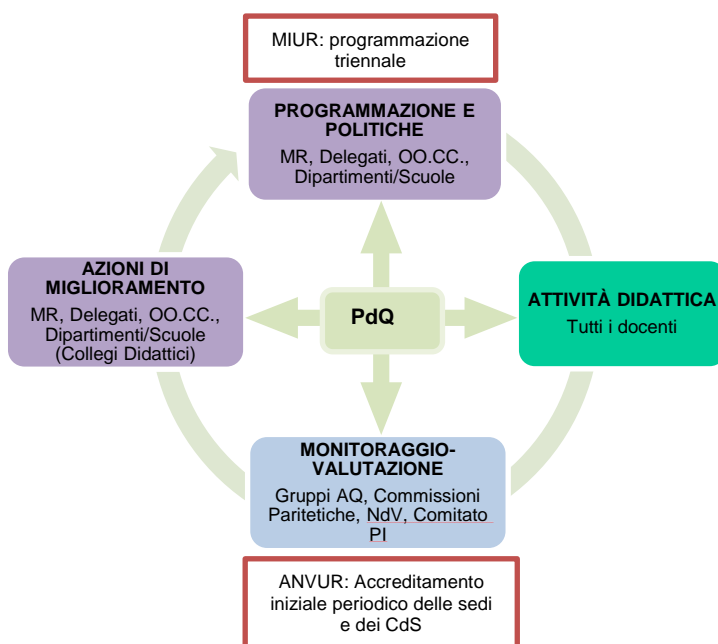 MIUR: programmazione
triennale
PROGRAMMAZIONE E
POLITICHE
MR, Delegati, OO.CC.,
Dipartimenti/Scuole
AZIONI DI
MIGLIORAMENTO
MR, Delegati, OO.CC.,
Dipartimenti/Scuole
(Collegi Didattici)
PdQ
ATTIVITÀ DIDATTICA
Tutti i docenti
MONITORAGGIO-
VALUTAZIONE
Gruppi AQ, Commissioni
Paritetiche, NdV, Comitato
PI
ANVUR: Accreditamento
iniziale periodico delle sedi
e dei CdS